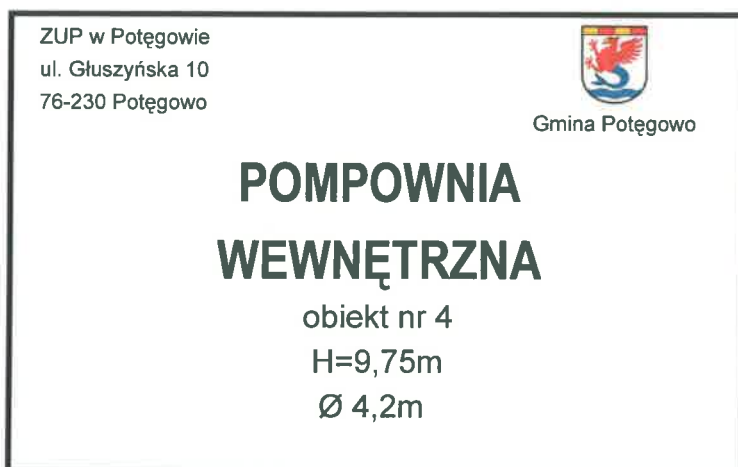 ZUP w Potęgowie
ul. Głuszyńska 10
76-230 Potęgowo
Gmina Potęgowo
POMPOWNIA
WEWNĘTRZNA
obiekt nr 4
H=9,75m
Ø 4,2m